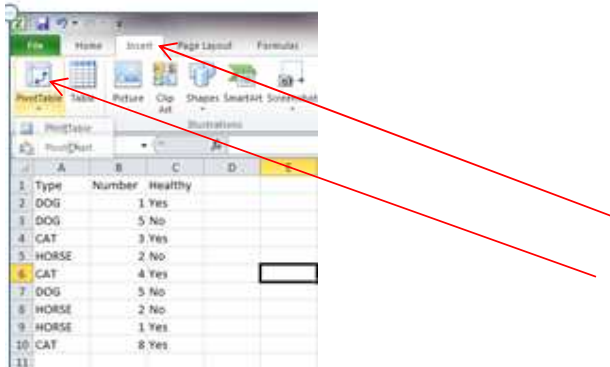 File Home Insert Page Layout Formulas
PivotTable Table Picture Clip Art Shapes SmartArt Screenshot
Illustrations
PivotTable
PivotChart
fx
A B C D E
1 Type Number Healthy
2 DOG 1 Yes
3 DOG 5 No
4 CAT 3 Yes
5 HORSE 2 No
6 CAT 4 Yes
7 DOG 5 No
8 HORSE 2 No
9 HORSE 1 Yes
10 CAT 8 Yes
11